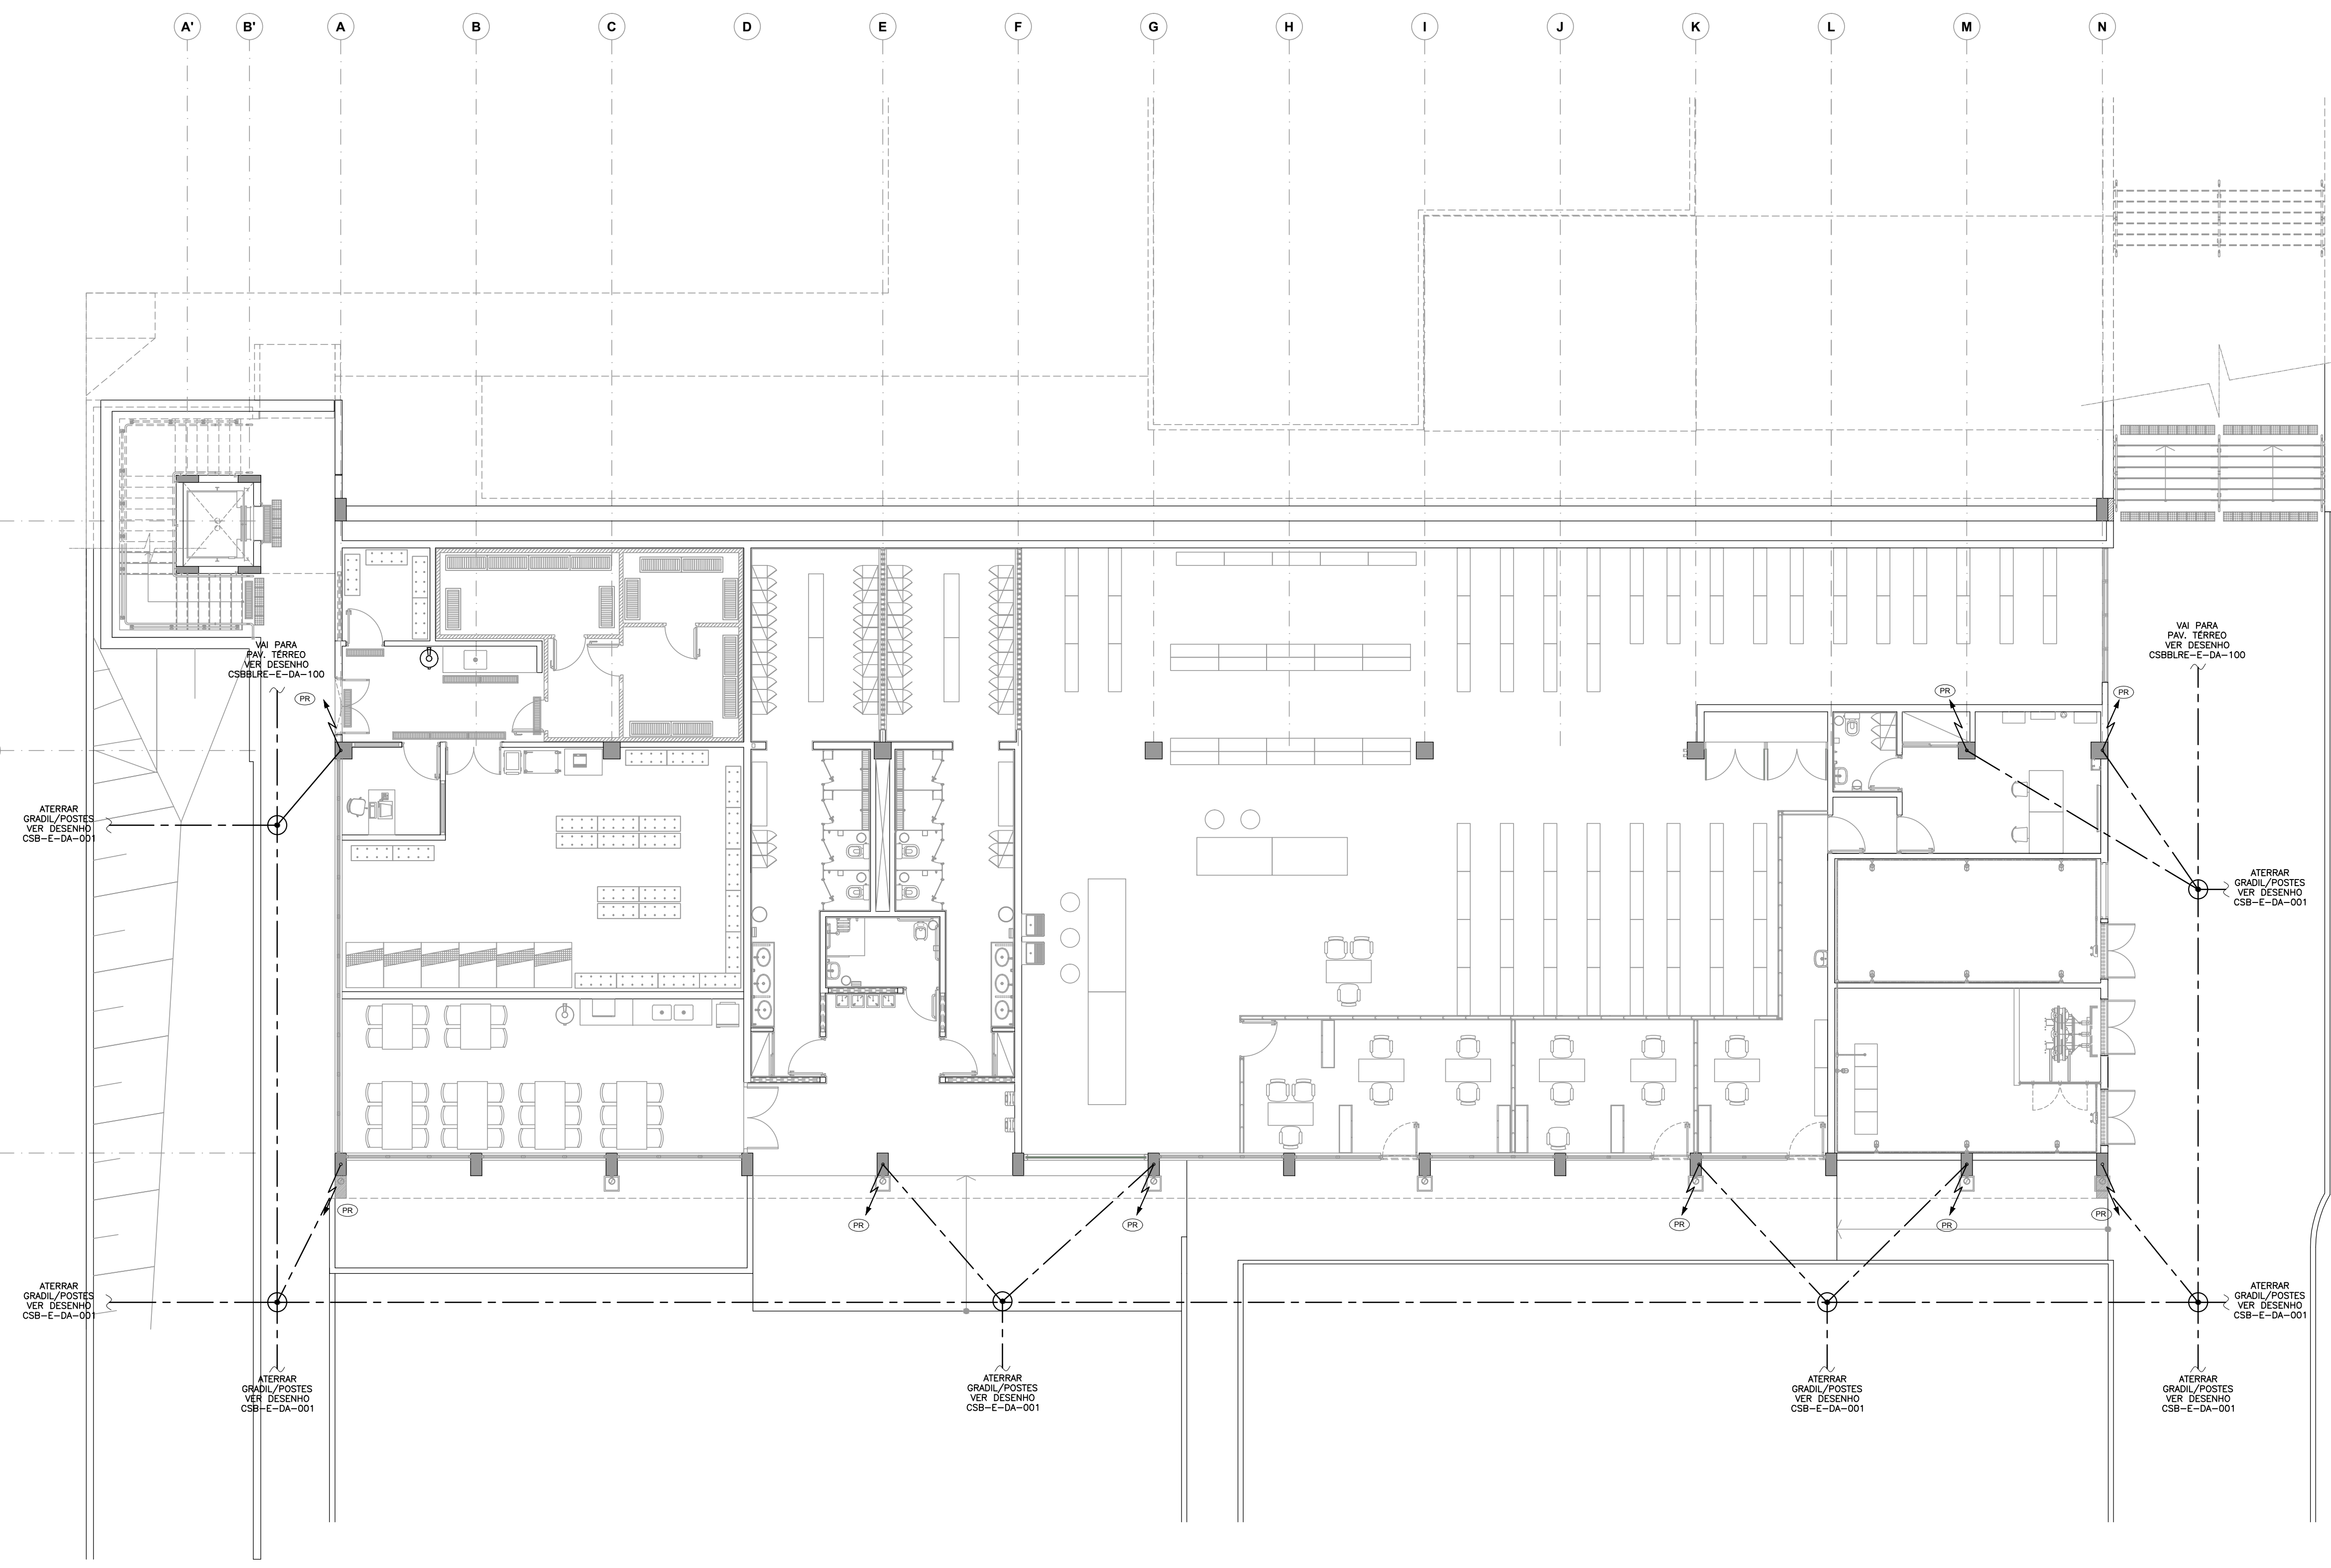 A'
B'
A
B
C
D
E
F
G
H
I
J
K
L
M
N
VAI PARA
PAV. TÉRREO
VER DESENHO
CSBBLRE-E-DA-100
PR
VAI PARA
PAV. TÉRREO
VER DESENHO
CSBBLRE-E-DA-100
PR
PR
ATERRAR
GRADIL/POSTES
VER DESENHO
CSB-E-DA-001
ATERRAR
GRADIL/POSTES
VER DESENHO
CSB-E-DA-001
PR
PR
PR
PR
PR
PR
ATERRAR
GRADIL/POSTES
VER DESENHO
CSB-E-DA-001
ATERRAR
GRADIL/POSTES
VER DESENHO
CSB-E-DA-001
ATERRAR
GRADIL/POSTES
VER DESENHO
CSB-E-DA-001
ATERRAR
GRADIL/POSTES
VER DESENHO
CSB-E-DA-001
ATERRAR
GRADIL/POSTES
VER DESENHO
CSB-E-DA-001
ATERRAR
GRADIL/POSTES
VER DESENHO
CSB-E-DA-001